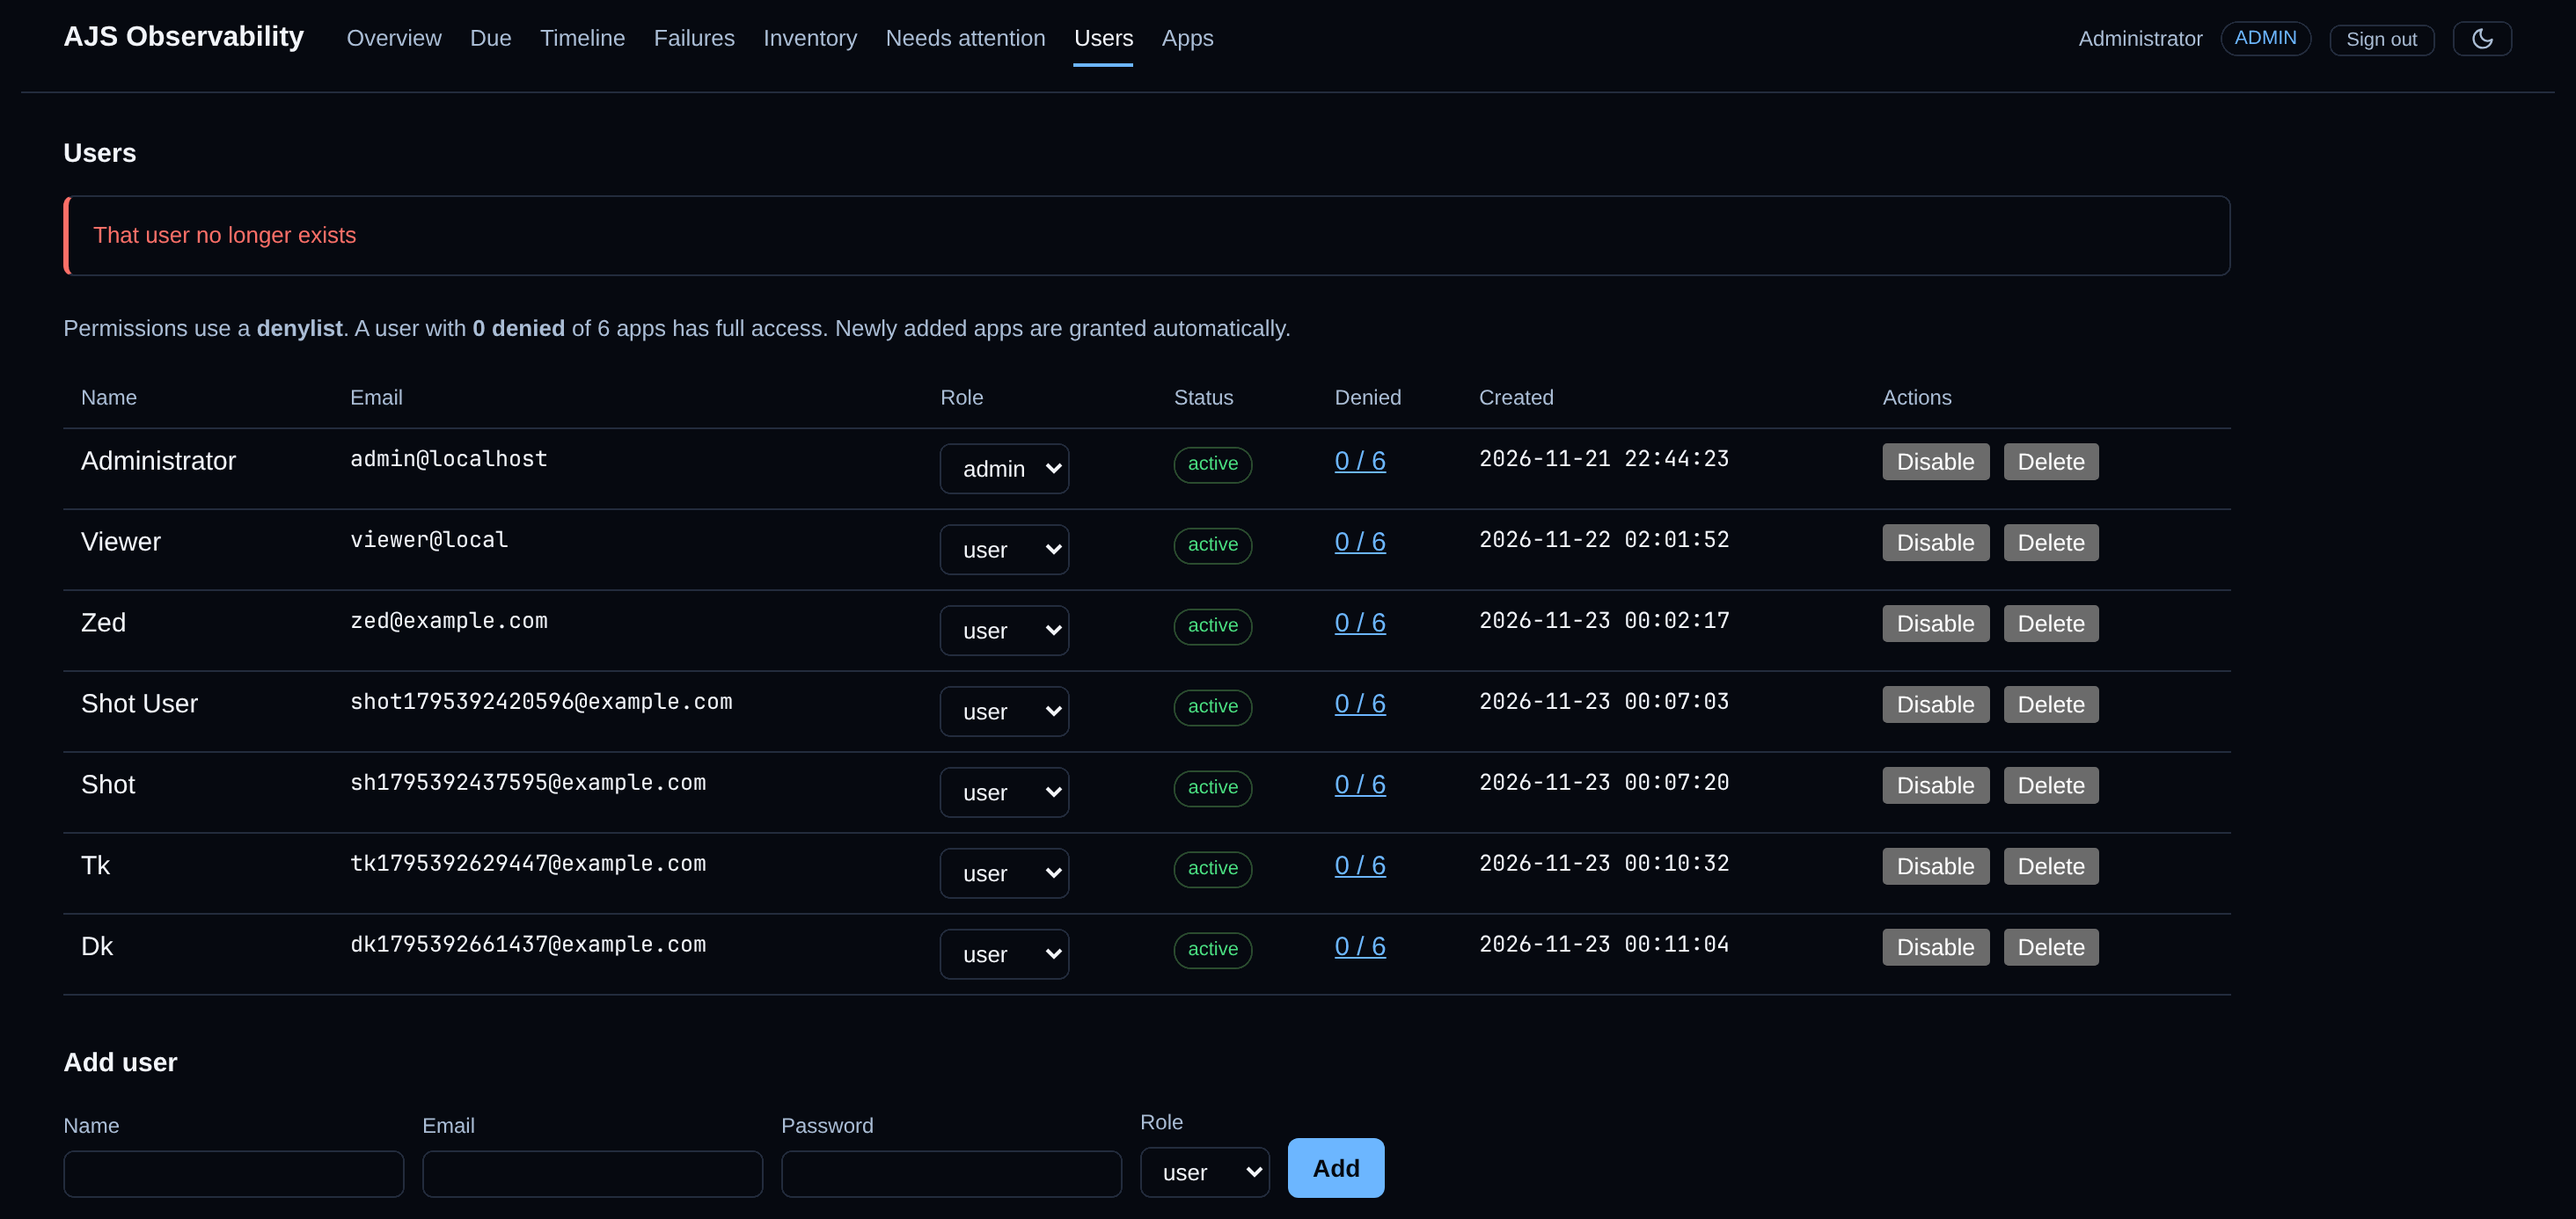 AJS Observability Overview Due Timeline Failures Inventory Needs attention Users Apps Administrator ADMIN Sign out
Users
That user no longer exists
Permissions use a denylist. A user with 0 denied of 6 apps has full access. Newly added apps are granted automatically.
Name Email Role Status Denied Created Actions
Administrator admin@localhost admin active 0 / 6 2026-11-21 22:44:23 Disable Delete
Viewer viewer@local user active 0 / 6 2026-11-22 02:01:52 Disable Delete
Zed zed@example.com user active 0 / 6 2026-11-23 00:02:17 Disable Delete
Shot User shot1795392420596@example.com user active 0 / 6 2026-11-23 00:07:03 Disable Delete
Shot sh1795392437595@example.com user active 0 / 6 2026-11-23 00:07:20 Disable Delete
Tk tk1795392629447@example.com user active 0 / 6 2026-11-23 00:10:32 Disable Delete
Dk dk1795392661437@example.com user active 0 / 6 2026-11-23 00:11:04 Disable Delete
Add user
Name Email Password Role
user Add